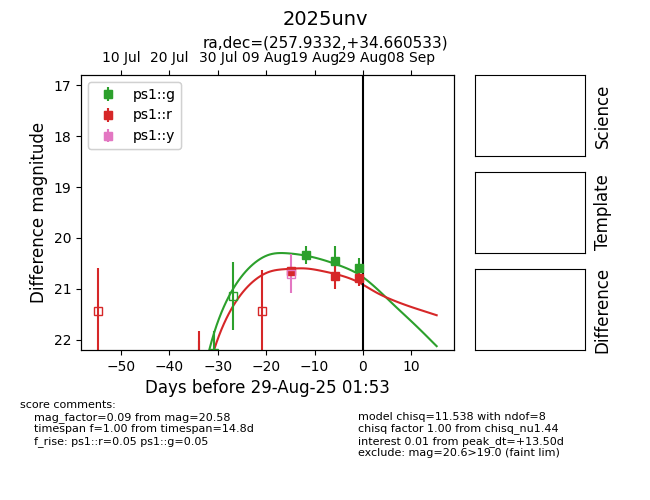 2025unv
ra,dec=(257.9332,+34.660533)
10 Jul 20 Jul 30 Jul 09 Aug 19 Aug 29 Aug 08 Sep
ps1::g
ps1::r
ps1::y
17
18
19
20
21
22
Difference magnitude
−50 −40 −30 −20 −10 0 10
Days before 29-Aug-25 01:53
Science
Template
Difference
score comments:
mag_factor=0.09 from mag=20.58
timespan f=1.00 from timespan=14.8d
f_rise: ps1::r=0.05 ps1::g=0.05
model chisq=11.538 with ndof=8
chisq factor 1.00 from chisq_nu1.44
interest 0.01 from peak_dt=+13.50d
exclude: mag=20.6>19.0 (faint lim)